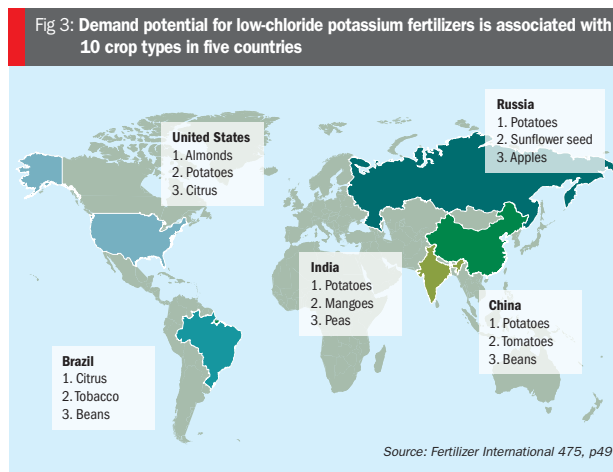 Fig 3: Demand potential for low-chloride potassium fertilizers is associated with
10 crop types in five countries
Russia
1. Potatoes
2. Sunflower seed
3. Apples
United States
1. Almonds
2. Potatoes
3. Citrus
India
1. Potatoes
2. Mangoes
3. Peas
China
1. Potatoes
2. Tomatoes
3. Beans
Brazil
1. Citrus
2. Tobacco
3. Beans
Source: Fertilizer International 475, p49